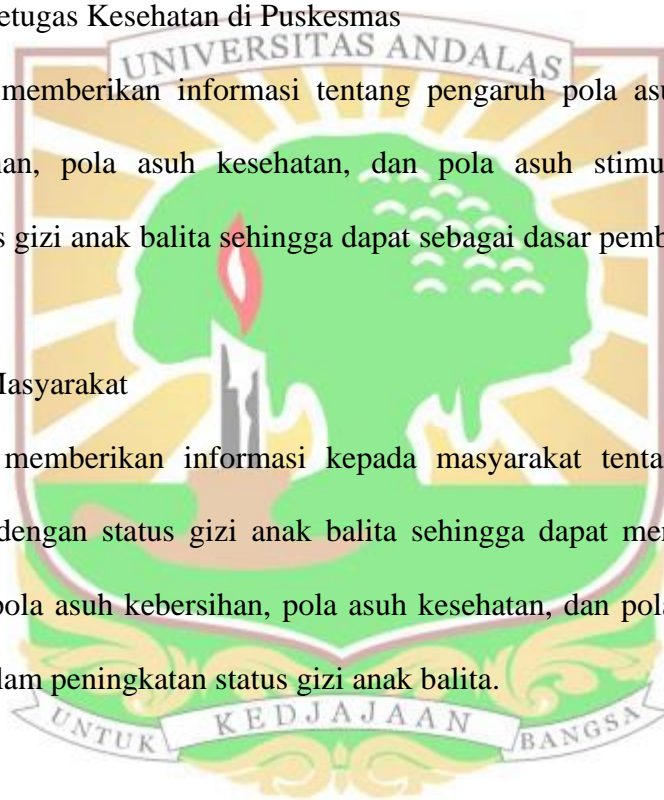 etugas Kesehatan di Puskesmas
UNIVERSITAS ANDALAS
memberikan informasi tentang pengaruh pola asu
an, pola asuh kesehatan, dan pola asuh stimu
s gizi anak balita sehingga dapat sebagai dasar pemb
Masyarakat
memberikan informasi kepada masyarakat tenta
dengan status gizi anak balita sehingga dapat mer
pola asuh kebersihan, pola asuh kesehatan, dan pola
lam peningkatan status gizi anak balita.
UNTUK KEDJAJAAN BANGSA